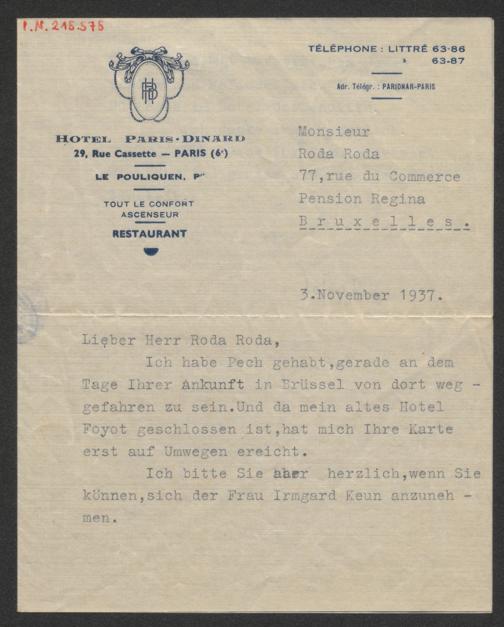 I.N. 218.578
TÉLÉPHONE : LITTRÉ 63-86
63-87
Adr. Télégr. : PARIDNAR-PARIS
HOTEL PARIS-DINARD
29, Rue Cassette — PARIS (6e)
LE POULIQUEN, Pre
TOUT LE CONFORT
ASCENSEUR
RESTAURANT
Monsieur
Roda Roda
77,rue du Commerce
Pension Regina
Bruxelles.
3.November 1937.
Lieber Herr Roda Roda,
Ich habe Pech gehabt,gerade an dem
Tage Ihrer Ankunft in Brüssel von dort weg -
gefahren zu sein.Und da mein altes Hotel
Foyot geschlossen ist,hat mich Ihre Karte
erst auf Umwegen ereicht.
Ich bitte Sie aber herzlich,wenn Sie
können,sich der Frau Irmgard Keun anzuneh -
men.